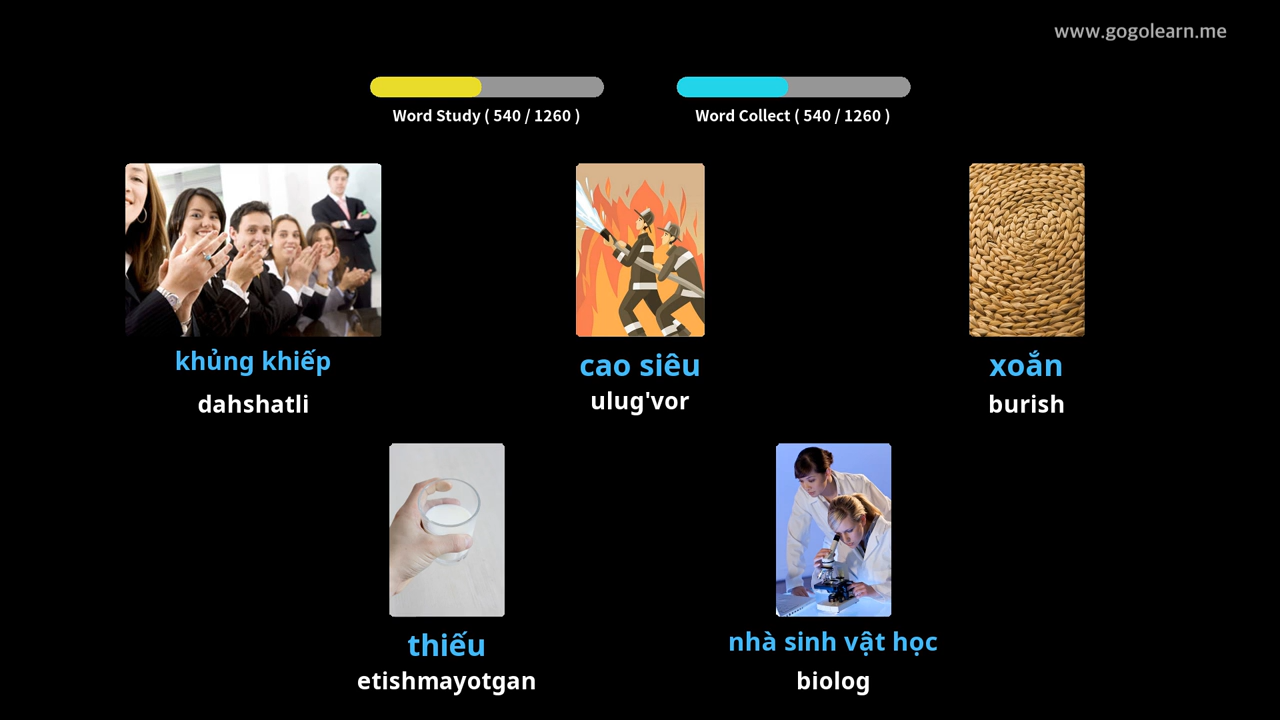 www.gogolearn.me
Word Study ( 540 / 1260 )
Word Collect ( 540 / 1260 )
khủng khiếp
dahshatli
cao siêu
ulug'vor
xoắn
burish
thiếu
etishmayotgan
nhà sinh vật học
biolog